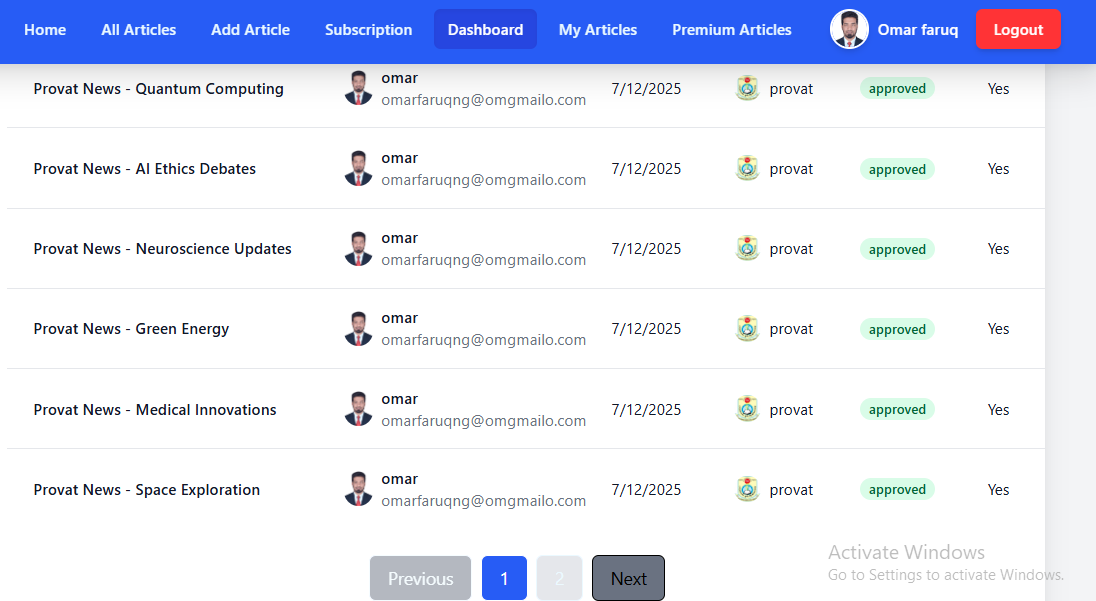 Home All Articles Add Article Subscription Dashboard My Articles Premium Articles Omar faruq Logout
Provat News - Quantum Computing omar omarfaruqng@omgmailo.com 7/12/2025 provat approved Yes
Provat News - AI Ethics Debates omar omarfaruqng@omgmailo.com 7/12/2025 provat approved Yes
Provat News - Neuroscience Updates omar omarfaruqng@omgmailo.com 7/12/2025 provat approved Yes
Provat News - Green Energy omar omarfaruqng@omgmailo.com 7/12/2025 provat approved Yes
Provat News - Medical Innovations omar omarfaruqng@omgmailo.com 7/12/2025 provat approved Yes
Provat News - Space Exploration omar omarfaruqng@omgmailo.com 7/12/2025 provat approved Yes
Previous 1 2 Next
Activate Windows
Go to Settings to activate Windows.